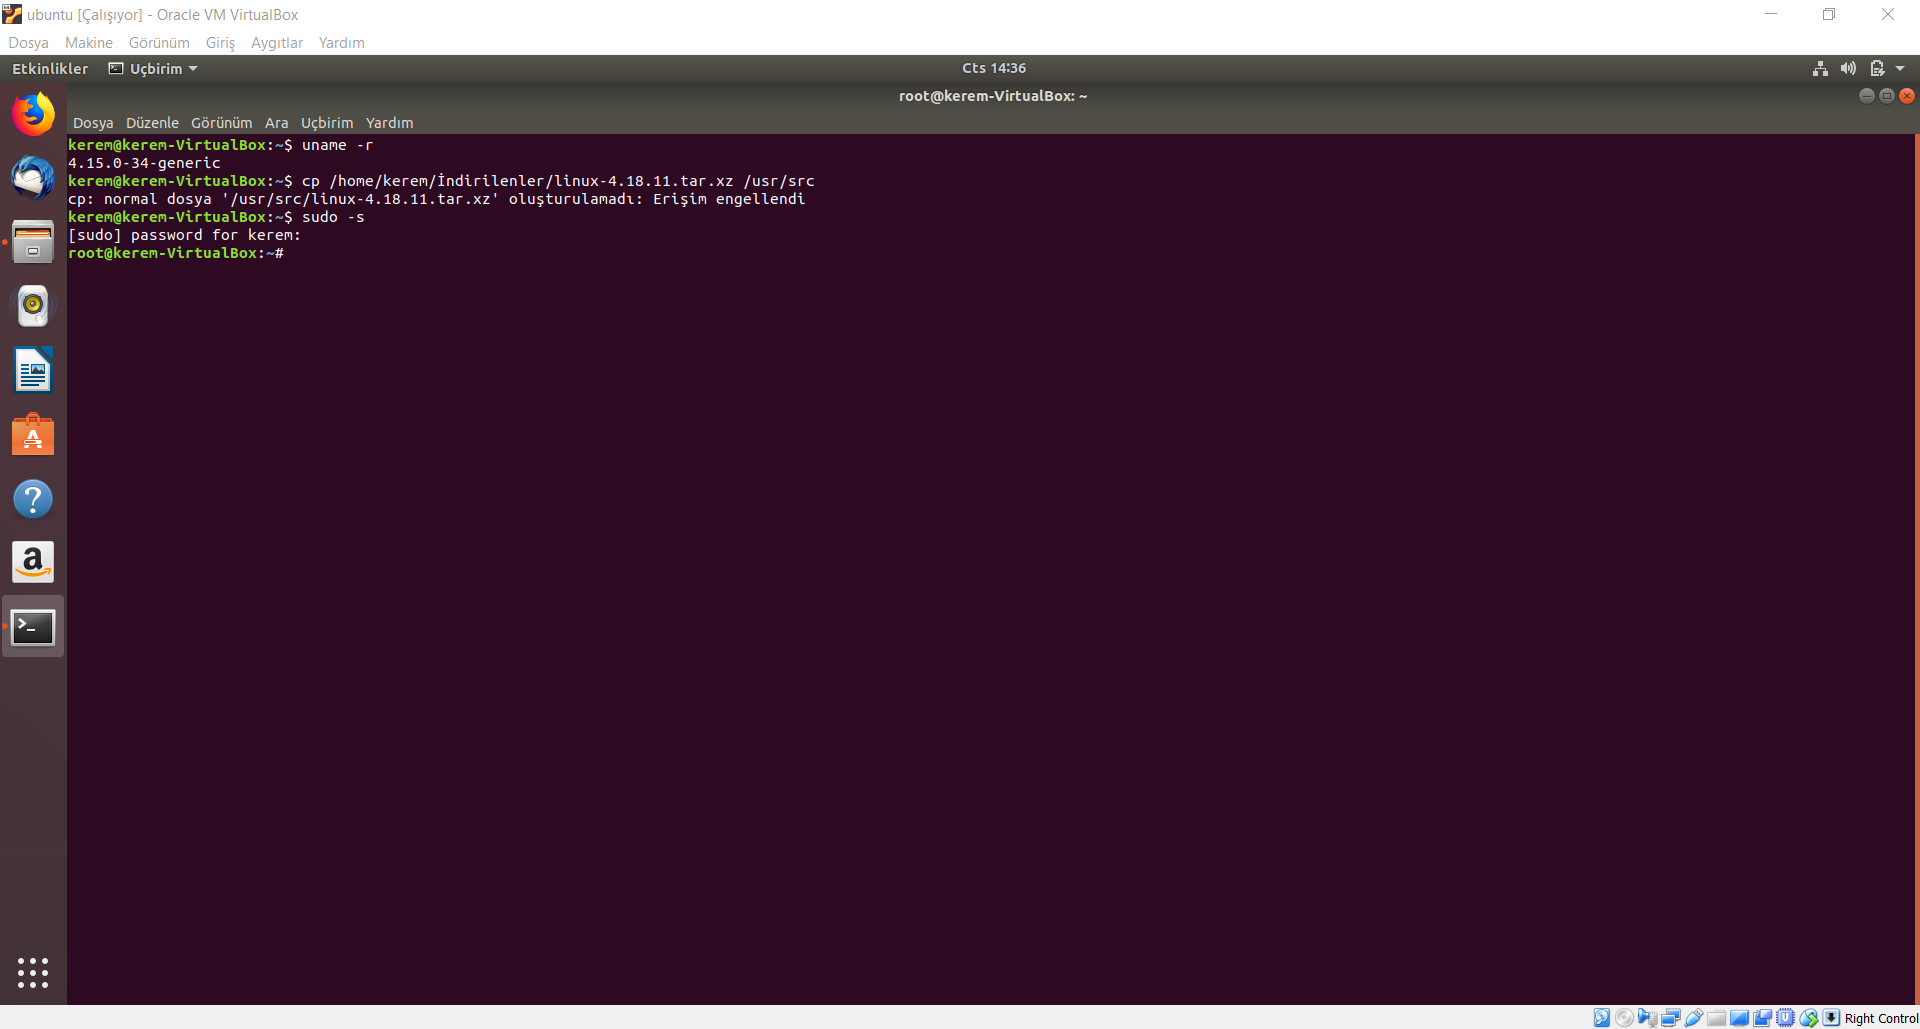 ubuntu [Çalışıyor] - Oracle VM VirtualBox
Dosya Makine Görünüm Giriş Aygıtlar Yardım
Etkinlikler Uçbirim Cts 14:36
root@kerem-VirtualBox: ~
Dosya Düzenle Görünüm Ara Uçbirim Yardım
kerem@kerem-VirtualBox:~$ uname -r
4.15.0-34-generic
kerem@kerem-VirtualBox:~$ cp /home/kerem/İndirilenler/linux-4.18.11.tar.xz /usr/src
cp: normal dosya '/usr/src/linux-4.18.11.tar.xz' oluşturulamadı: Erişim engellendi
kerem@kerem-VirtualBox:~$ sudo -s
[sudo] password for kerem:
root@kerem-VirtualBox:~#
Right Control